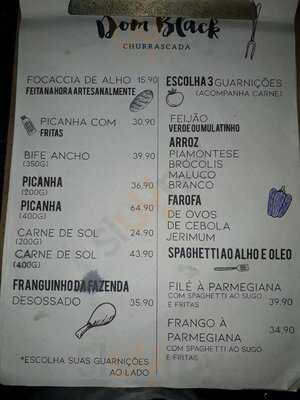 Dom Black
CHURRASCADA
FOCACCIA DE ALHO 15,90
FEITA NA HORA ARTESANALMENTE
PICANHA COM 30,90
FRITAS
BIFE ANCHO 39,90
(350G)
PICANHA 36,90
(200G)
PICANHA 64,90
(400G)
CARNE DE SOL 24,90
(200G)
CARNE DE SOL 43,90
(400G)
FRANGUINHO DA FAZENDA
DESOSSADO 35,90
*ESCOLHA SUAS GUARNIÇÕES
AO LADO
ESCOLHA 3 GUARNIÇÕES
(ACOMPANHA CARNE)
FEIJÃO
VERDE OU MULATINHO
ARROZ
PIAMONTESE
BRÓCOLIS
MALUCO
BRANCO
FAROFA
DE OVOS
DE CEBOLA
JERIMUM
SPAGHETTI AO ALHO E OLEO
FILÉ À PARMEGIANA
COM SPAGHETTI AO SUGO
E FRITAS 39,90
FRANGO À 34,90
PARMEGIANA
COM SPAGHETTI AO SUGO
E FRITAS